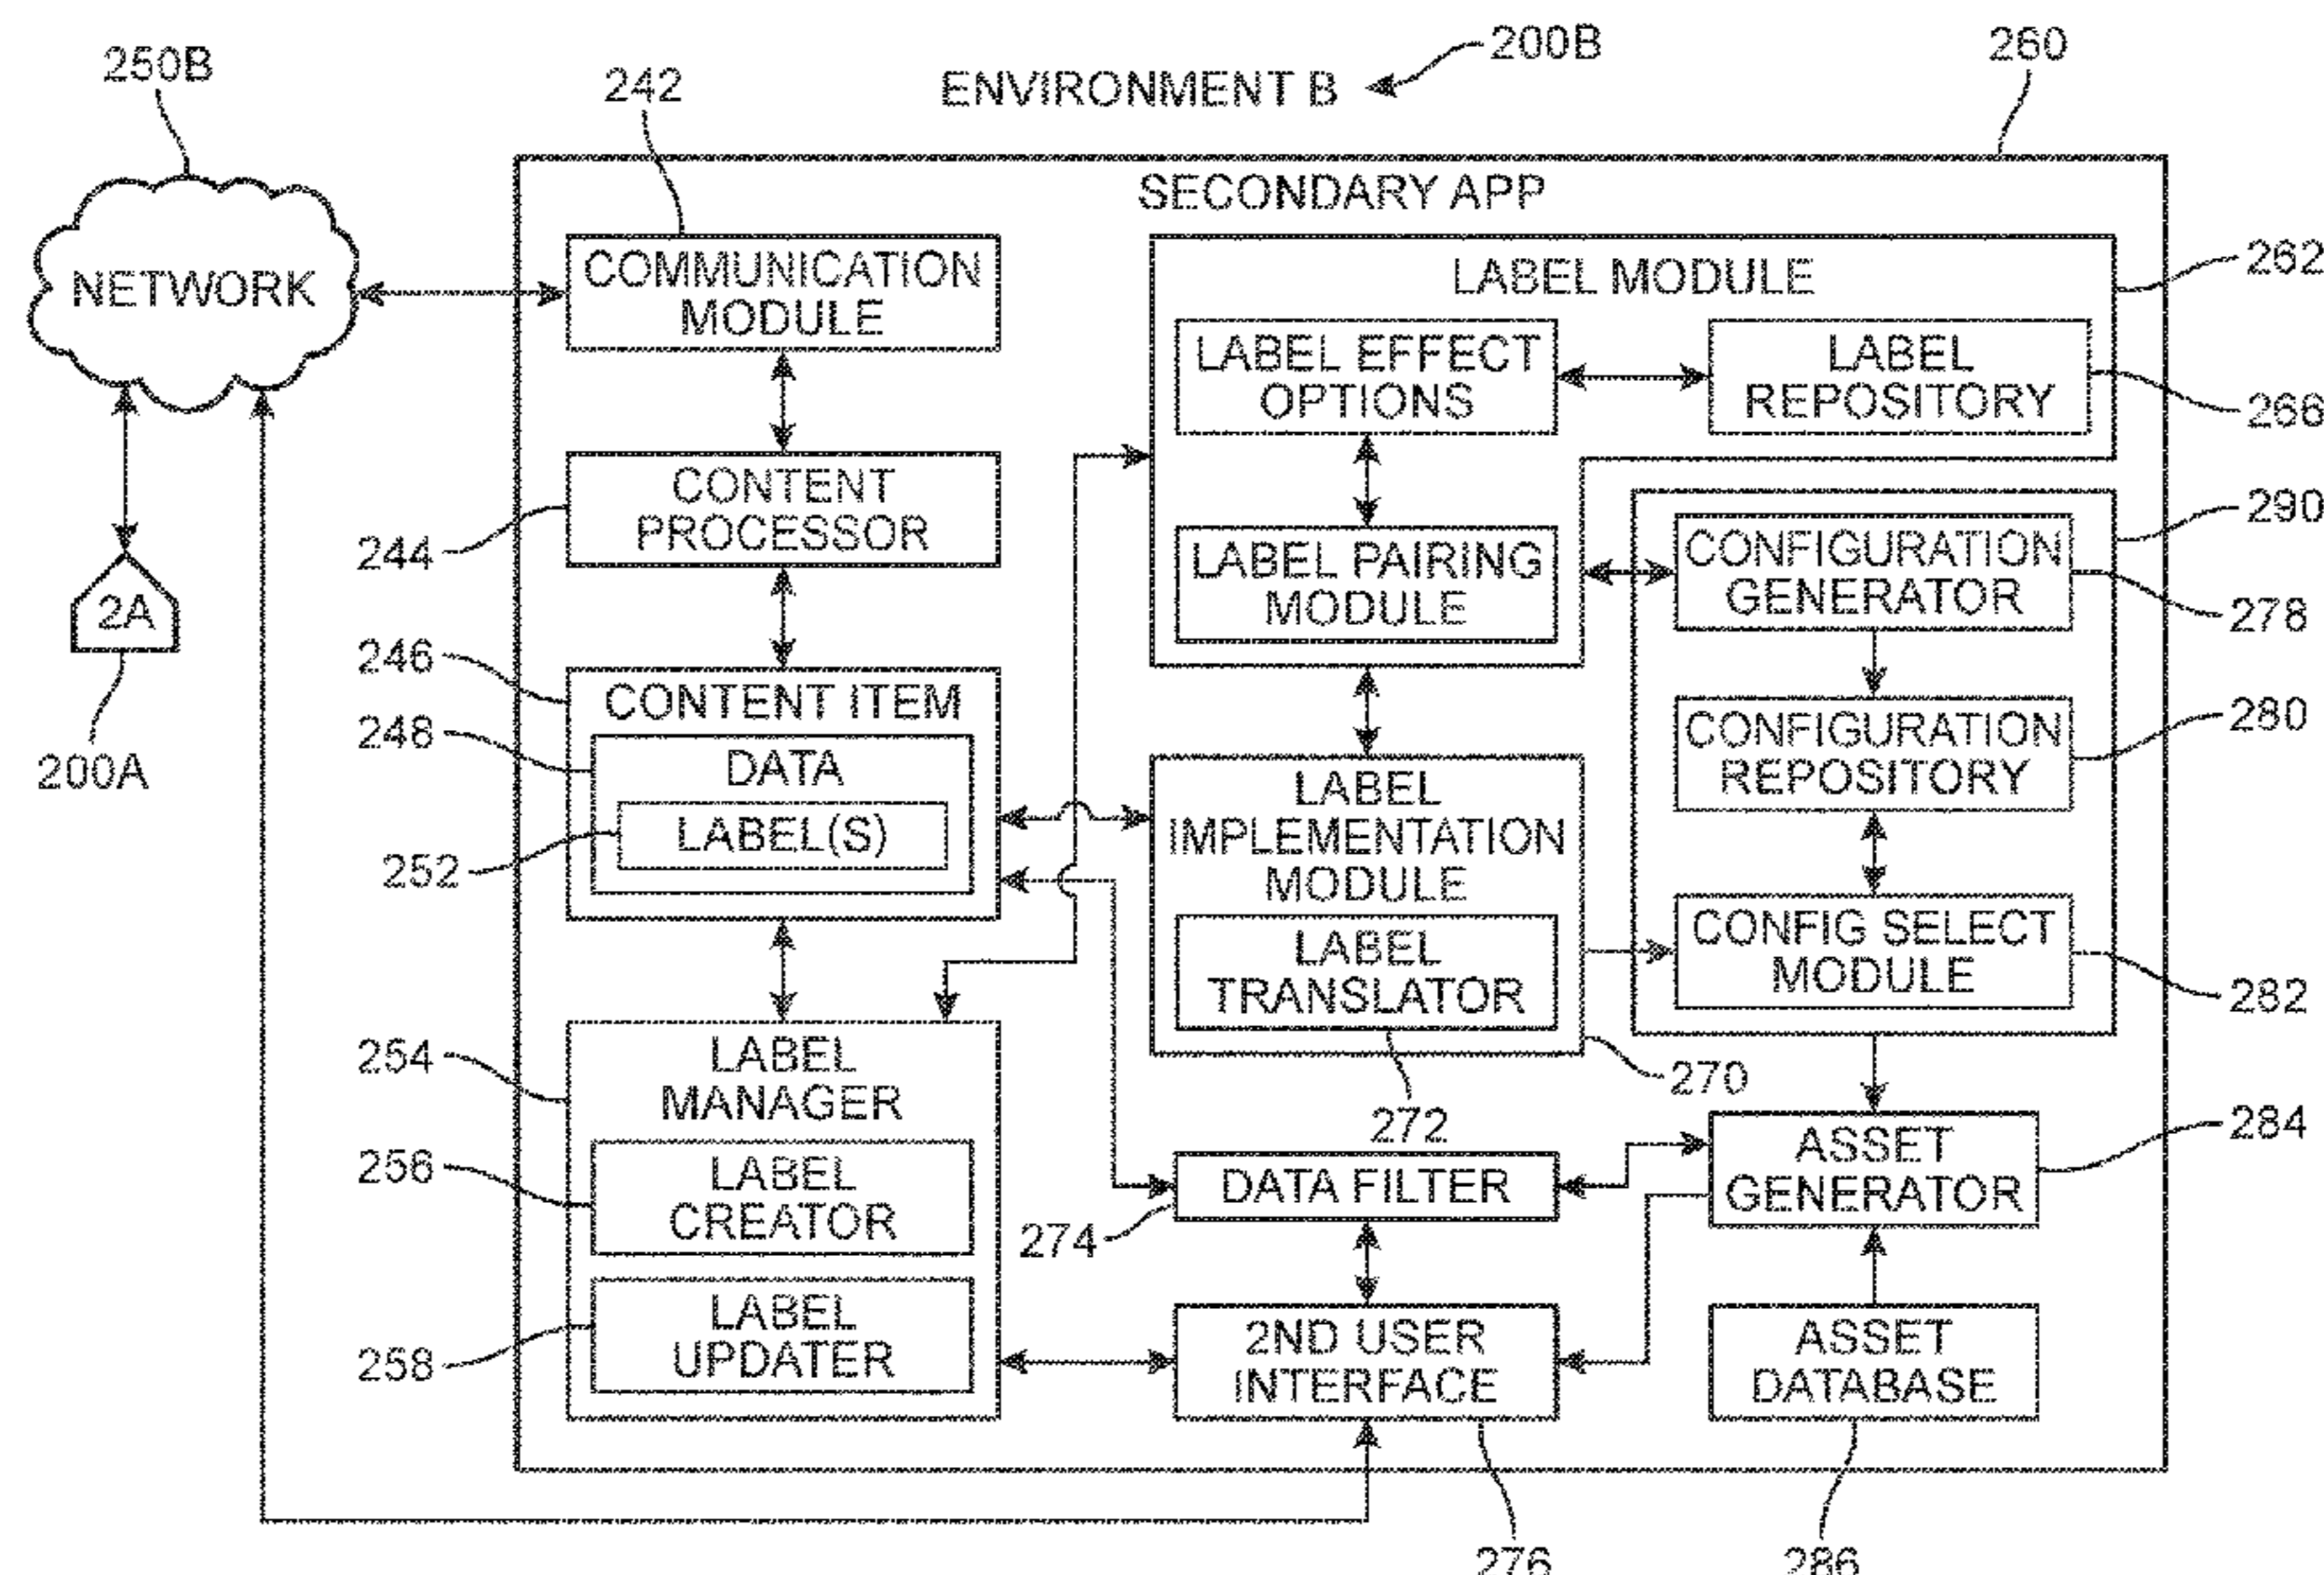 250B
242
ENVIRONMENT B
200B
260
SECONDARY APP
NETWORK
COMMUNICATION
MODULE
LABEL MODULE
262
LABEL EFFECT
OPTIONS
LABEL
REPOSITORY
266
CONTENT
PROCESSOR
244
2A
200A
LABEL PAIRING
MODULE
290
CONFIGURATION
GENERATOR
278
246
CONTENT ITEM
248
DATA
LABEL(S)
252
CONFIGURATION
REPOSITORY
280
LABEL
IMPLEMENTATION
MODULE
LABEL
TRANSLATOR
272
270
CONFIG SELECT
MODULE
282
254
LABEL
MANAGER
256
LABEL
CREATOR
258
LABEL
UPDATER
DATA FILTER
274
ASSET
GENERATOR
284
2ND USER
INTERFACE
276
ASSET
DATABASE
286